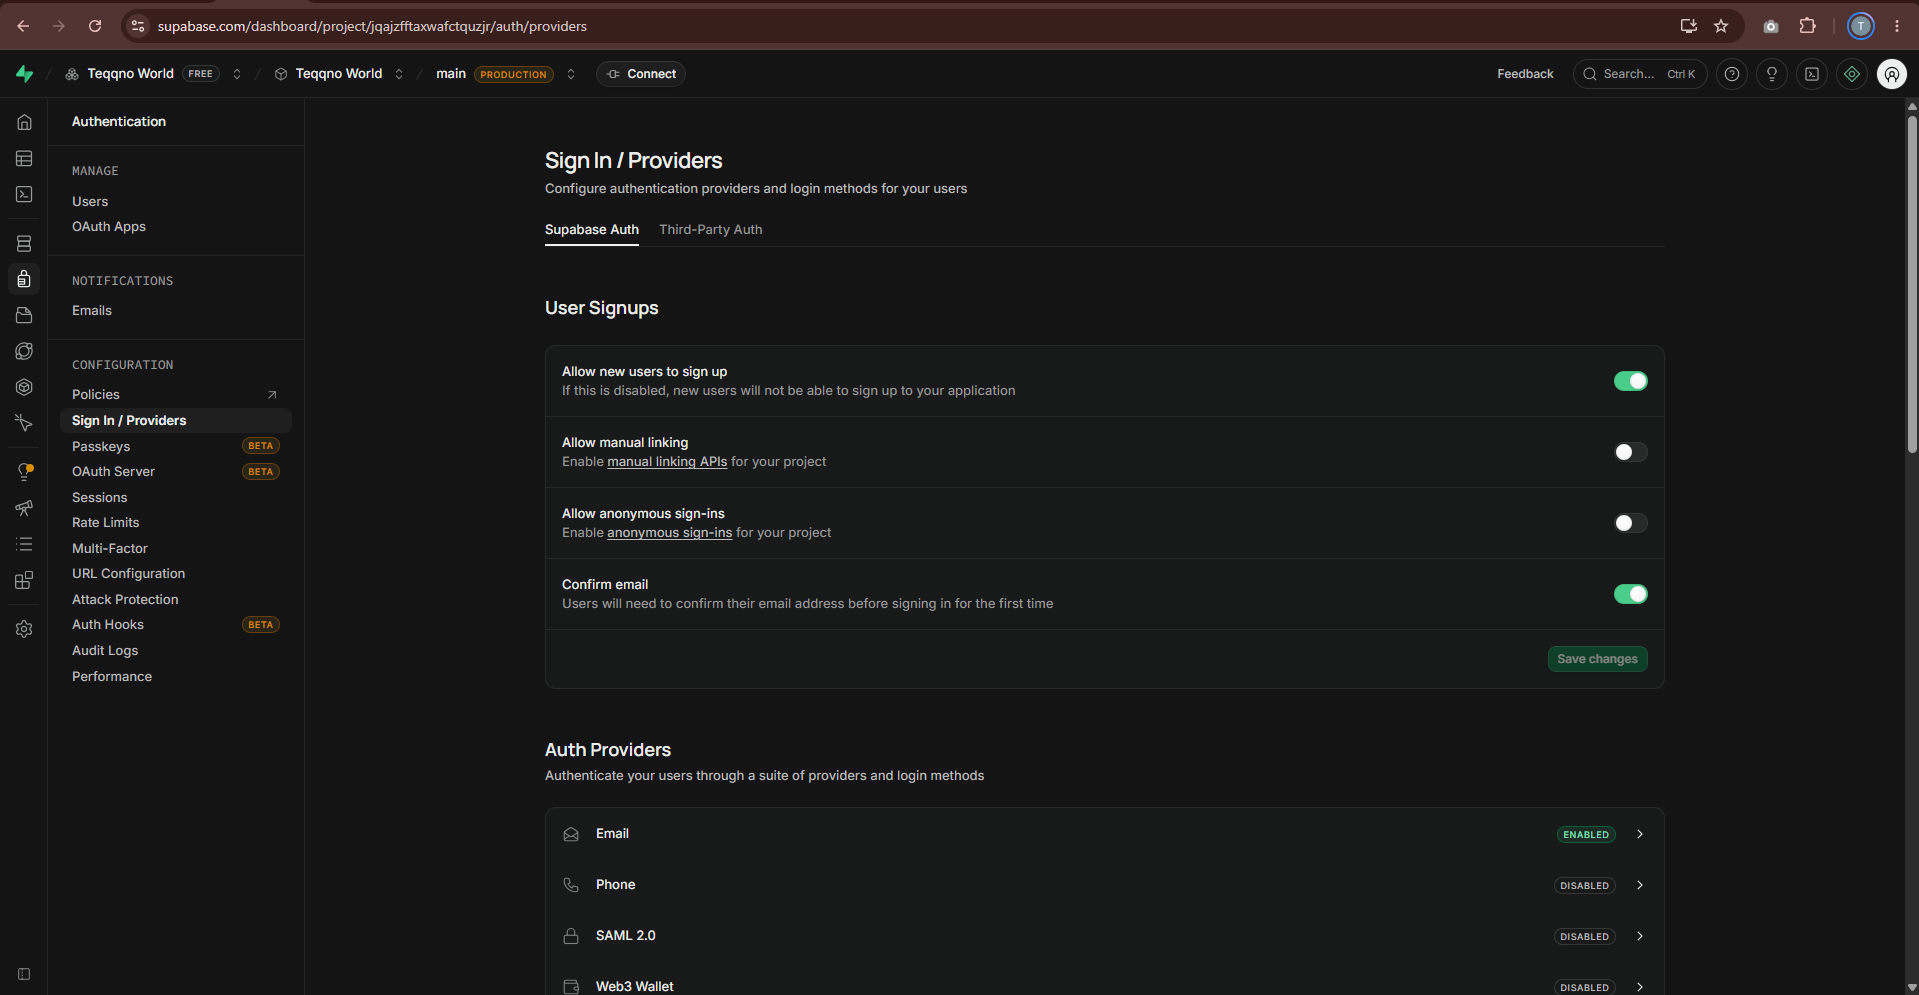 supabase.com/dashboard/project/jqajzfftaxwafctquzjr/auth/providers
T
Teqqno World FREE Teqqno World main PRODUCTION Connect Feedback Search... Ctrl K
Authentication
MANAGE
Users
OAuth Apps
NOTIFICATIONS
Emails
CONFIGURATION
Policies
Sign In / Providers
Passkeys BETA
OAuth Server BETA
Sessions
Rate Limits
Multi-Factor
URL Configuration
Attack Protection
Auth Hooks BETA
Audit Logs
Performance
Sign In / Providers
Configure authentication providers and login methods for your users
Supabase Auth Third-Party Auth
User Signups
Allow new users to sign up
If this is disabled, new users will not be able to sign up to your application
Allow manual linking
Enable manual linking APIs for your project
Allow anonymous sign-ins
Enable anonymous sign-ins for your project
Confirm email
Users will need to confirm their email address before signing in for the first time
Save changes
Auth Providers
Authenticate your users through a suite of providers and login methods
Email ENABLED
Phone DISABLED
SAML 2.0 DISABLED
Web3 Wallet DISABLED